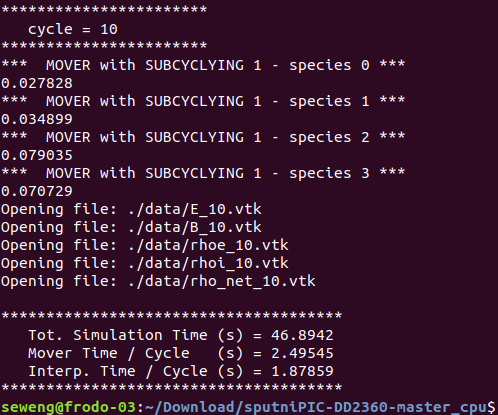 ***********************
   cycle = 10
***********************
***  MOVER with SUBCYCLYING 1 - species 0 ***
0.027828
***  MOVER with SUBCYCLYING 1 - species 1 ***
0.034899
***  MOVER with SUBCYCLYING 1 - species 2 ***
0.079035
***  MOVER with SUBCYCLYING 1 - species 3 ***
0.070729
Opening file: ./data/E_10.vtk
Opening file: ./data/B_10.vtk
Opening file: ./data/rhoe_10.vtk
Opening file: ./data/rhoi_10.vtk
Opening file: ./data/rho_net_10.vtk

**************************************
   Tot. Simulation Time (s) = 46.8942
   Mover Time / Cycle   (s) = 2.49545
   Interp. Time / Cycle (s) = 1.87859
**************************************
seweng@frodo-03:~/Download/sputniPIC-DD2360-master_cpu$